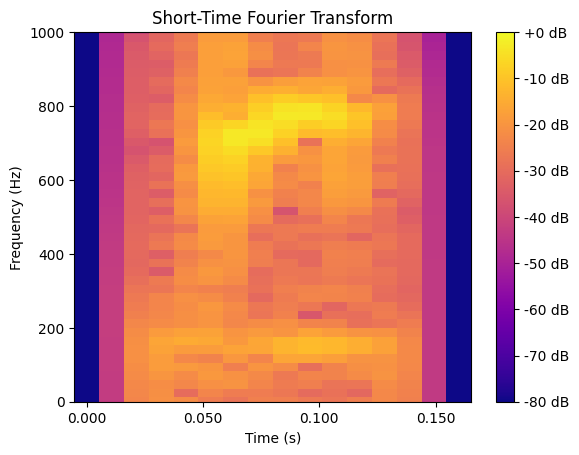 Short-Time Fourier Transform
1000
800
600
400
200
0
Frequency (Hz)
0.000
0.050
0.100
0.150
Time (s)
+0 dB
-10 dB
-20 dB
-30 dB
-40 dB
-50 dB
-60 dB
-70 dB
-80 dB